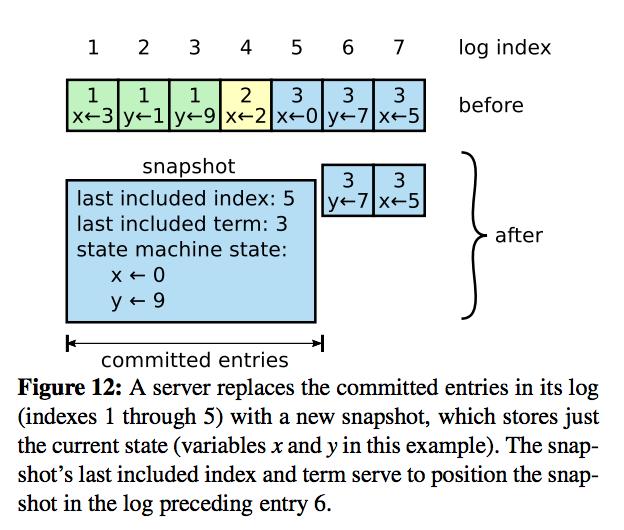 1 2 3 4 5 6 7 log index
1 1 1 2 3 3 3
x←3 y←1 y←9 x←2 x←0 y←7 x←5 before
snapshot
3 3
y←7 x←5
last included index: 5
last included term: 3
state machine state:
x ← 0
y ← 9
after
committed entries
Figure 12: A server replaces the committed entries in its log
(indexes 1 through 5) with a new snapshot, which stores just
the current state (variables x and y in this example). The snap-
shot’s last included index and term serve to position the snap-
shot in the log preceding entry 6.